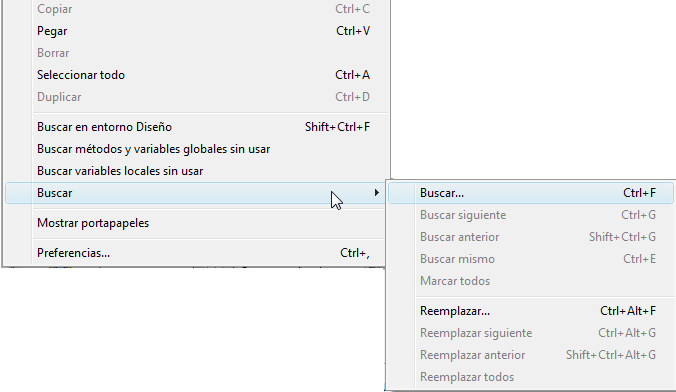 Copiar Ctrl+C
Pegar Ctrl+V
Borrar
Seleccionar todo Ctrl+A
Duplicar Ctrl+D
Buscar en entorno Diseño Shift+Ctrl+F
Buscar métodos y variables globales sin usar
Buscar variables locales sin usar
Buscar
Mostrar portapapeles
Preferencias... Ctrl+,
Buscar... Ctrl+F
Buscar siguiente Ctrl+G
Buscar anterior Shift+Ctrl+G
Buscar mismo Ctrl+E
Marcar todos
Reemplazar... Ctrl+Alt+F
Reemplazar siguiente Ctrl+Alt+G
Reemplazar anterior Shift+Ctrl+Alt+G
Reemplazar todos